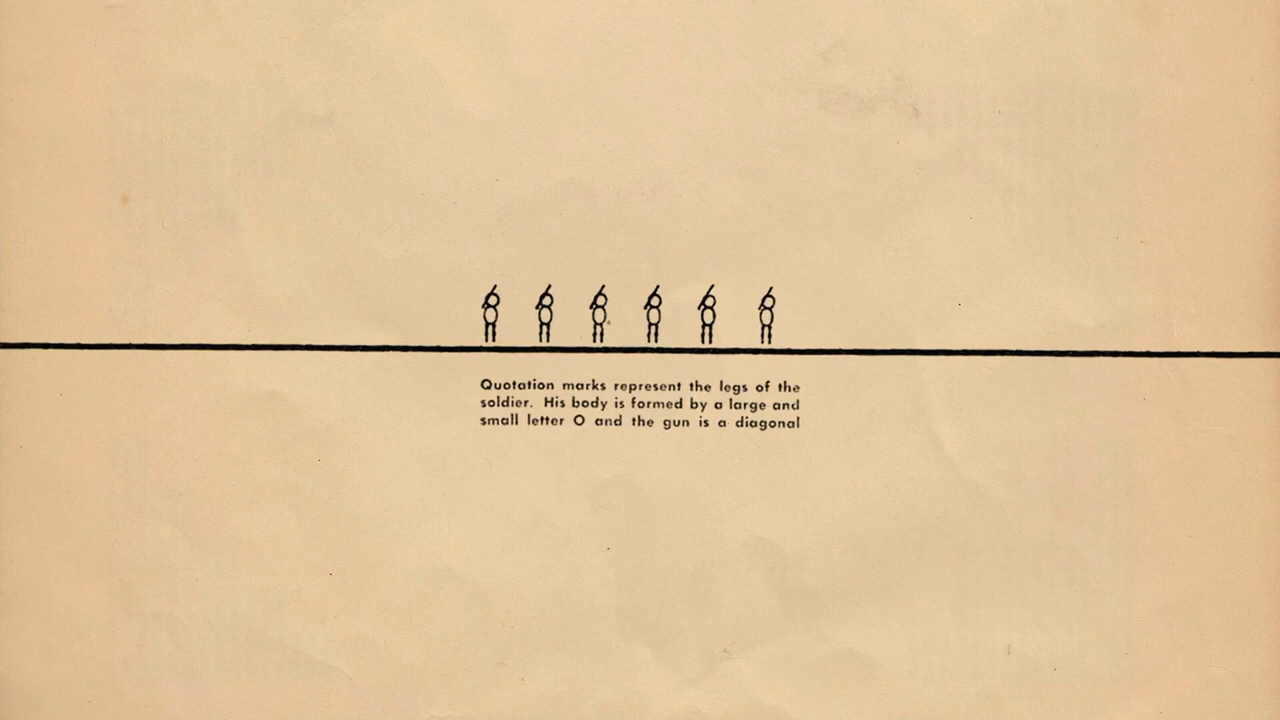 Quotation marks represent the legs of the
soldier. His body is formed by a large and
small letter O and the gun is a diagonal